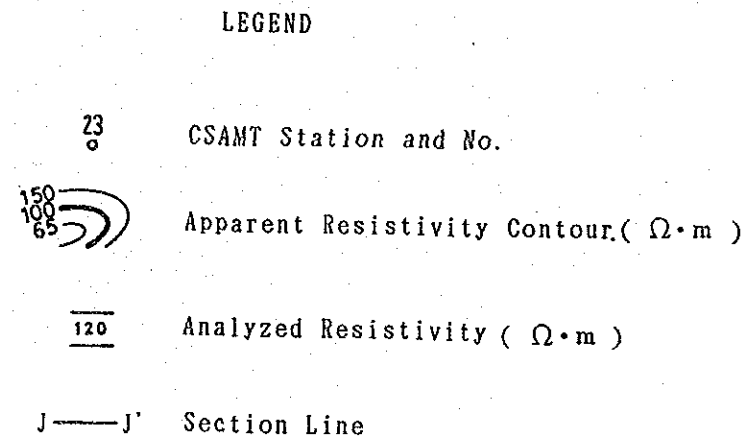 LEGEND
23 CSAMT Station and No.
150
100
65 Apparent Resistivity Contour. ( Ω・m )
120 Analyzed Resistivity ( Ω・m )
J J' Section Line